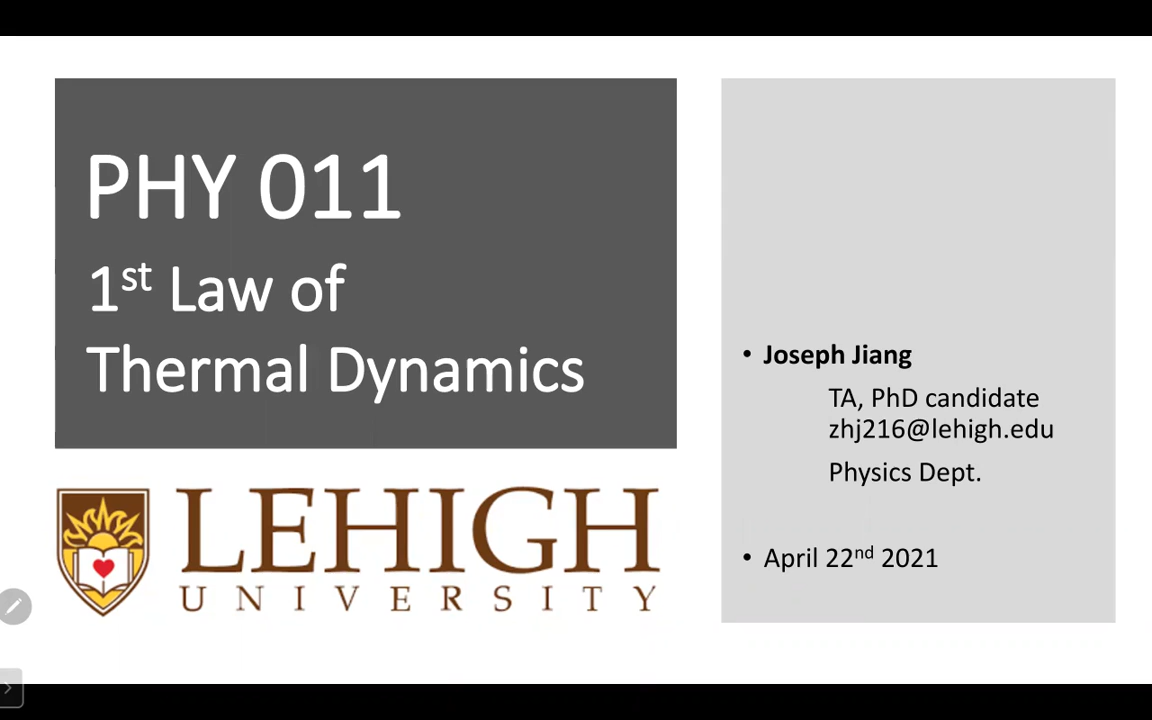 PHY 011
1st Law of
Thermal Dynamics
LEHIGH
UNIVERSITY
• Joseph Jiang
TA, PhD candidate
zhj216@lehigh.edu
Physics Dept.
• April 22nd 2021